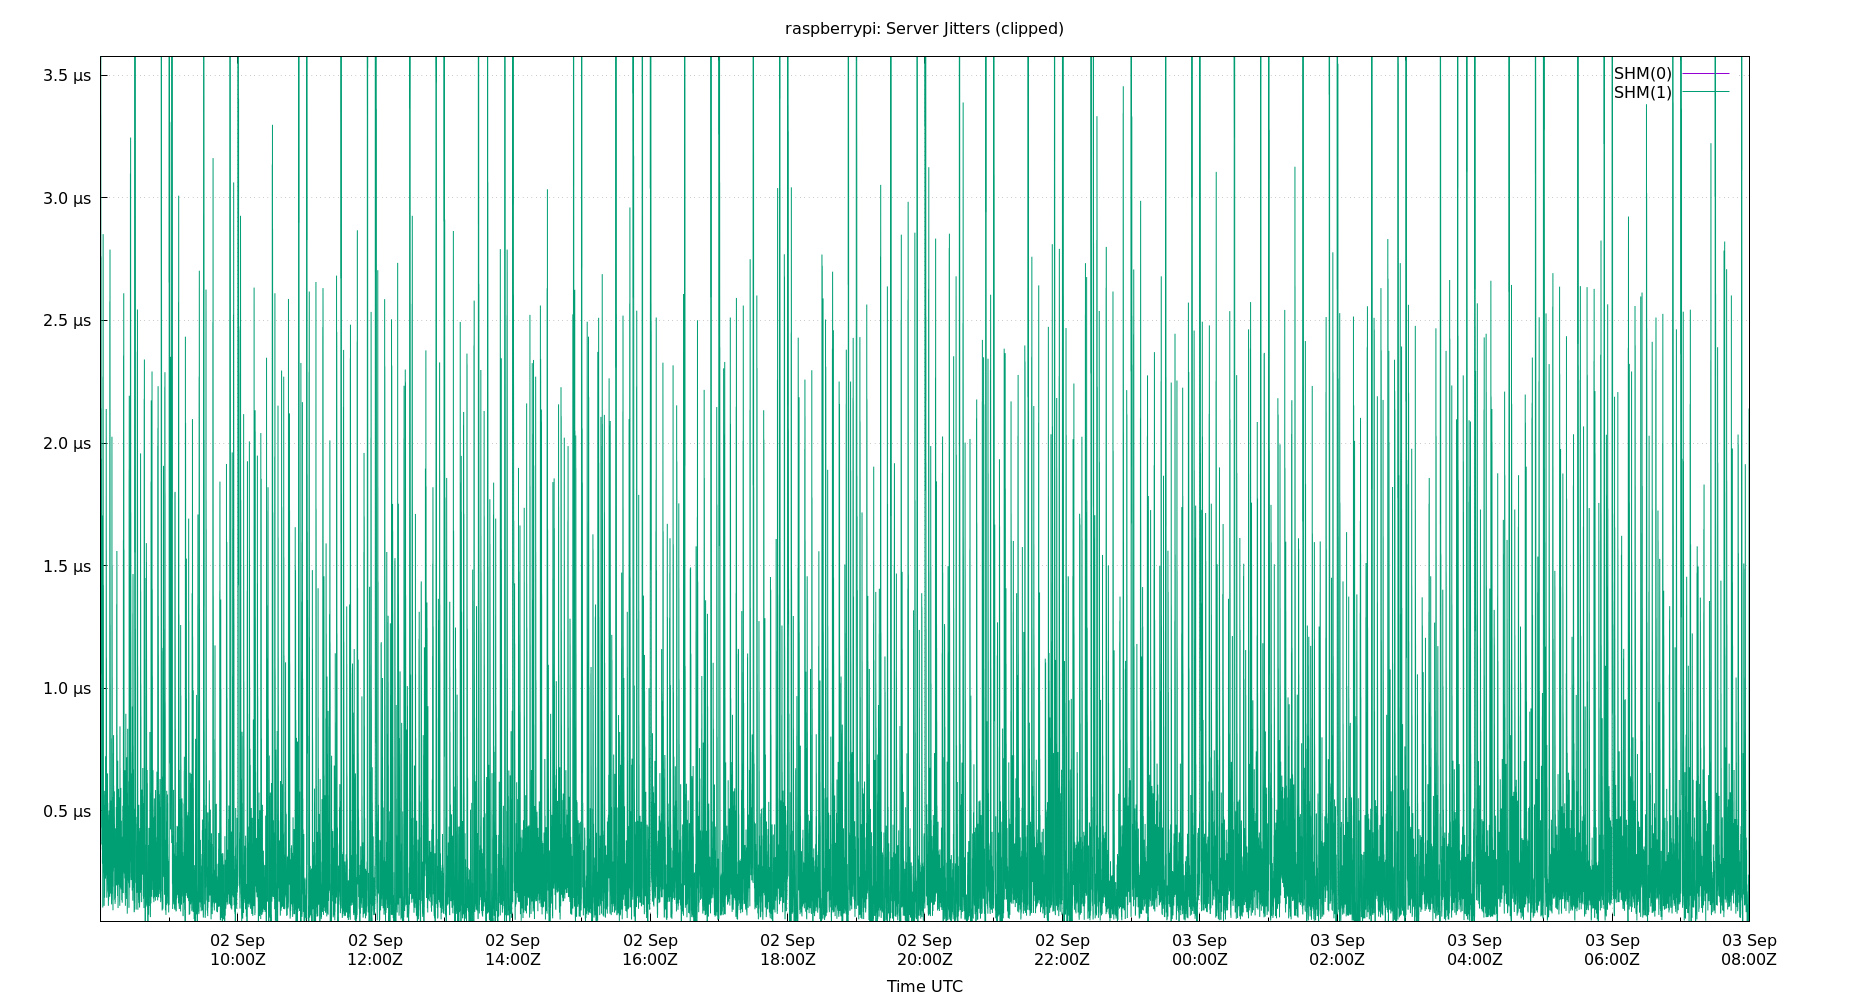 raspberrypi: Server Jitters (clipped)
3.5 µs
3.0 µs
2.5 µs
2.0 µs
1.5 µs
1.0 µs
0.5 µs
SHM(0)
SHM(1)
02 Sep 02 Sep 02 Sep 02 Sep 02 Sep 02 Sep 02 Sep 03 Sep 03 Sep 03 Sep 03 Sep 03 Sep
10:00Z 12:00Z 14:00Z 16:00Z 18:00Z 20:00Z 22:00Z 00:00Z 02:00Z 04:00Z 06:00Z 08:00Z
Time UTC